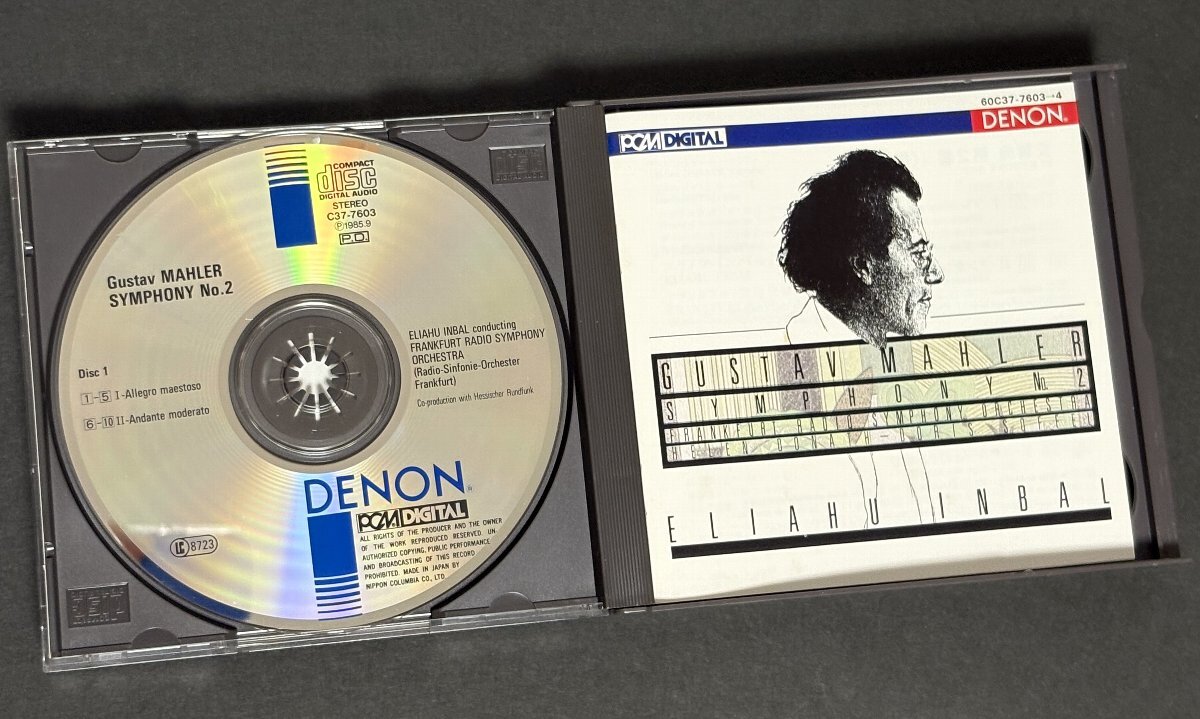 COMPACT
disc
DIGITAL AUDIO
STEREO
C37-7603
Ⓟ1985.9
P.D.
Gustav MAHLER
SYMPHONY No.2
Disc 1
1-5 I-Allegro maestoso
6-10 II-Andante moderato
ELIAHU INBAL conducting
FRANKFURT RADIO SYMPHONY
ORCHESTRA
(Radio-Sinfonie-Orchester
Frankfurt)
Co-production with Hessischer Rundfunk
DENON®
PCM DIGITAL
ALL RIGHTS OF THE PRODUCER AND THE OWNER
OF THE WORK REPRODUCED RESERVED. UN-
AUTHORIZED COPYING, PUBLIC PERFORMANCE
AND BROADCASTING OF THIS RECORD
PROHIBITED. MADE IN JAPAN BY
NIPPON COLUMBIA CO., LTD.
LC 8723
60C37-7603→4
PCM DIGITAL
DENON®
GUSTAV MAHLER
SYMPHONY No. 2
FRANKFURT RADIO SYMPHONY ORCHESTRA
HELEN DONATH
ELIAHU INBAL